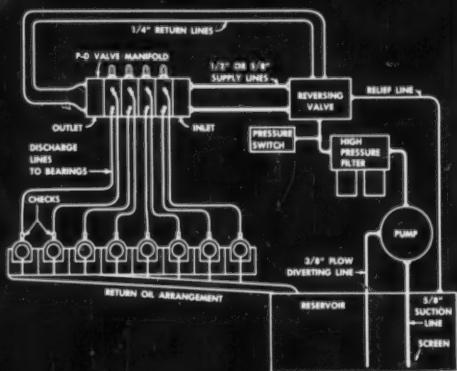 1/4" RETURN LINES
P-D VALVE MANIFOLD
1/2" OR 5/8"
SUPPLY LINES
REVERSING
VALVE
RELIEF LINE
OUTLET
INLET
PRESSURE
SWITCH
HIGH
PRESSURE
FILTER
DISCHARGE
LINES
TO BEARINGS
CHECKS
PUMP
3/8" FLOW
DIVERTING LINE
RETURN OIL ARRANGEMENT
RESERVOIR
5/8"
SUCTION
LINE
SCREEN